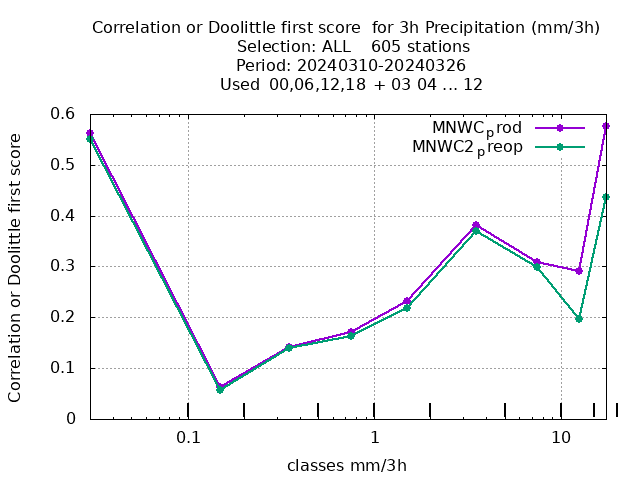 Correlation or Doolittle first score  for 3h Precipitation (mm/3h)
Selection: ALL    605 stations
Period: 20240310-20240326
Used 00,06,12,18 + 03 04 ... 12
MNWCprod
MNWC2preop
Correlation or Doolittle first score
0.6
0.5
0.4
0.3
0.2
0.1
0
0.1 1 10
classes mm/3h